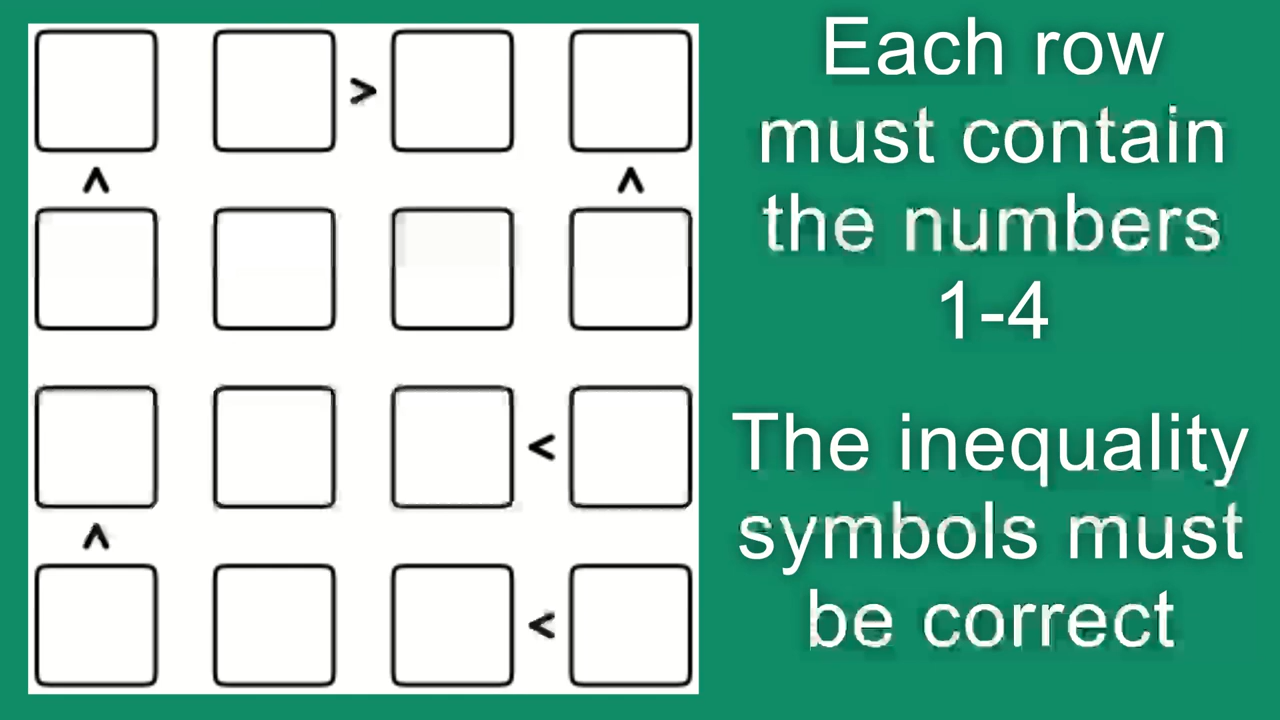 Each row
must contain
the numbers
1-4
The inequality
symbols must
be correct
>
^ ^
<
^
<